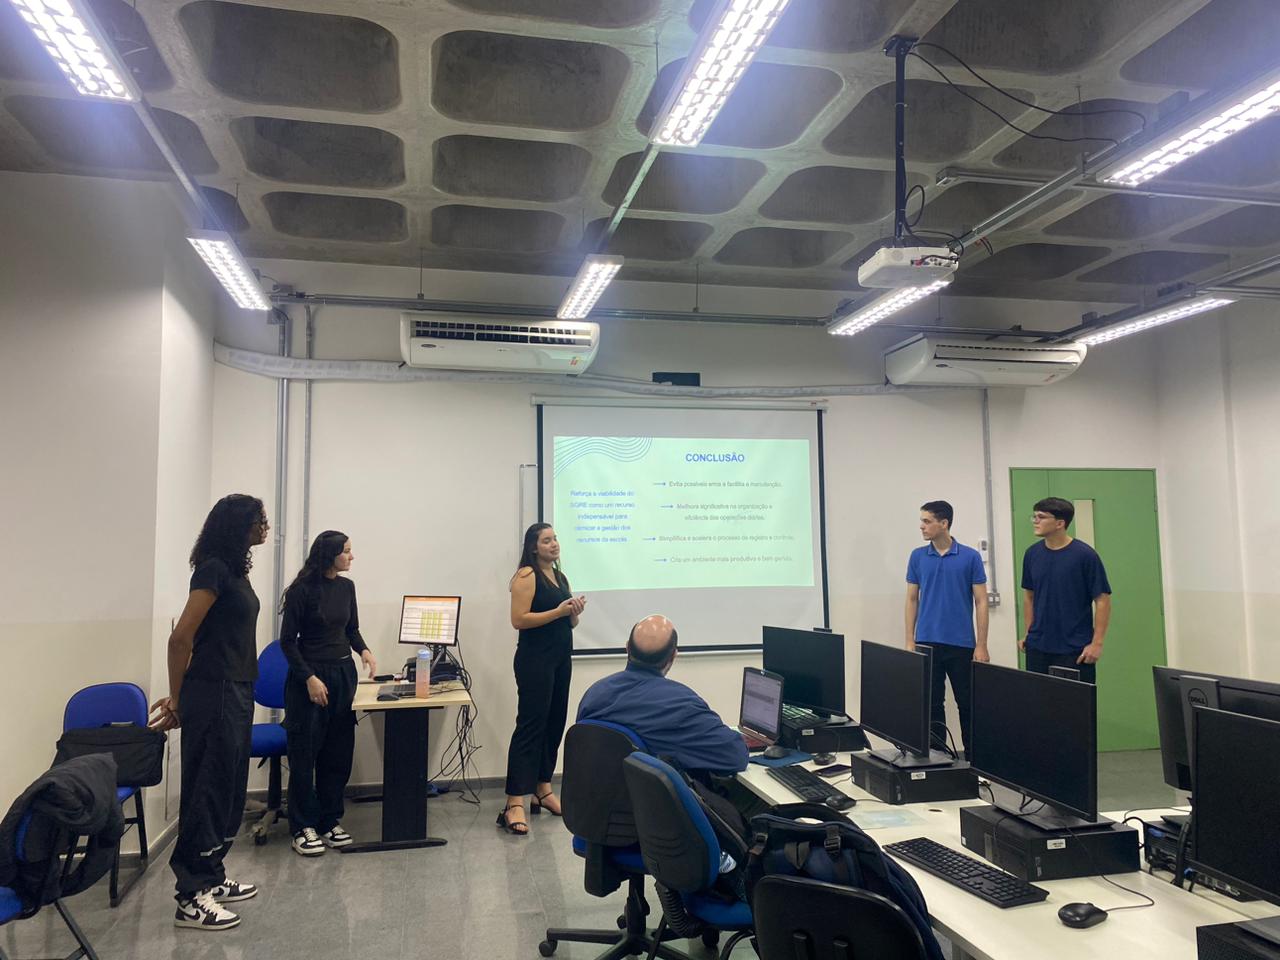 CONCLUSÃO
Reforça a viabilidade do
SGRE como um recurso
indispensável para
otimizar a gestão dos
recursos da escola.
Evita possíveis erros e facilita a manutenção.
Melhora significativa na organização e
eficiência das operações diárias.
Simplifica e acelera o processo de registro e controle.
Cria um ambiente mais produtivo e bem gerido.
DELL